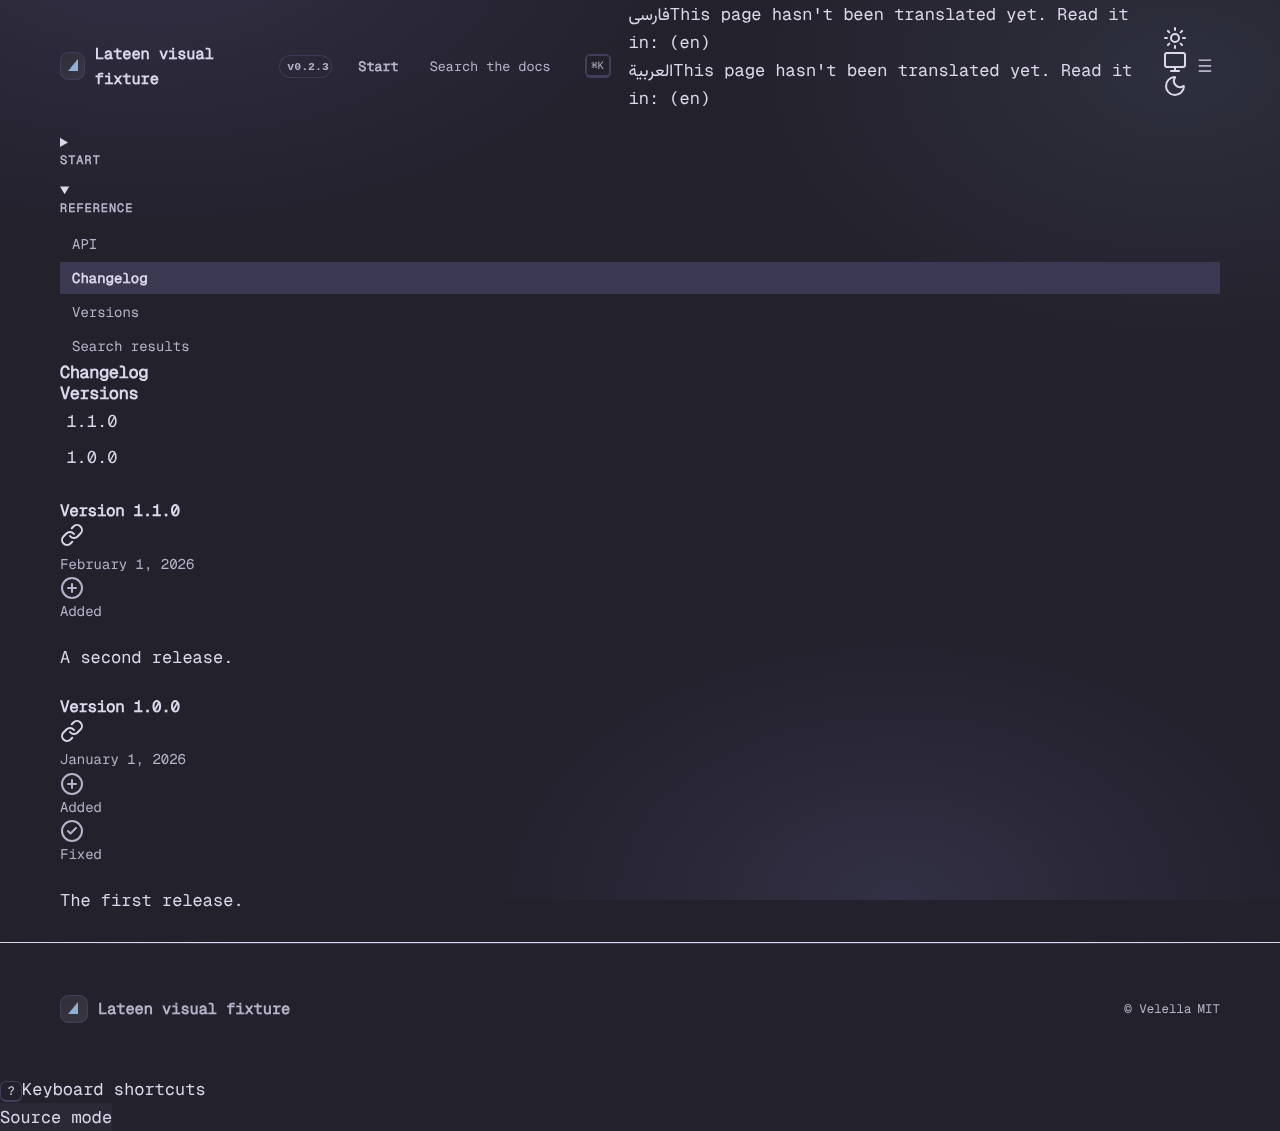 Lateen visual
fixture
v0.2.3
Start
Search the docs
⌘K
فارسیThis page hasn't been translated yet. Read it
in: (en)
العربيةThis page hasn't been translated yet. Read it
in: (en)
START
REFERENCE
API
Changelog
Versions
Search results
Changelog
Versions
1.1.0
1.0.0
Version 1.1.0
February 1, 2026
Added
A second release.
Version 1.0.0
January 1, 2026
Added
Fixed
The first release.
Lateen visual fixture
© Velella MIT
? Keyboard shortcuts
Source mode